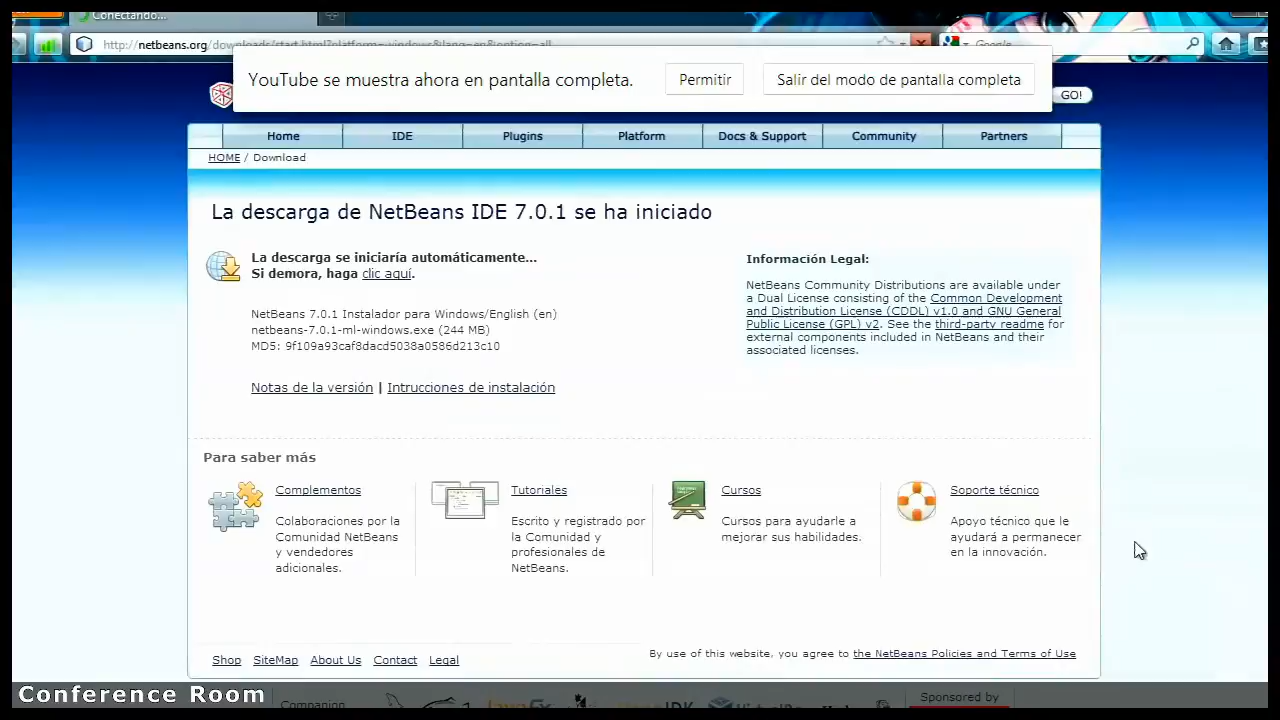 Conectando...
http://netbeans.org/downloads/start.html?platform=windows&lang=en&option=all
Google
YouTube se muestra ahora en pantalla completa.
Permitir
Salir del modo de pantalla completa
GO!
Home
IDE
Plugins
Platform
Docs & Support
Community
Partners
HOME / Download
La descarga de NetBeans IDE 7.0.1 se ha iniciado
La descarga se iniciaría automáticamente...
Si demora, haga clic aquí.
NetBeans 7.0.1 Instalador para Windows/English (en)
netbeans-7.0.1-ml-windows.exe (244 MB)
MD5: 9f109a93caf8dacd5038a0586d213c10
Notas de la versión | Intrucciones de instalación
Información Legal:
NetBeans Community Distributions are available under
a Dual License consisting of the Common Development
and Distribution License (CDDL) v1.0 and GNU General
Public License (GPL) v2. See the third-party readme for
external components included in NetBeans and their
associated licenses.
Para saber más
Complementos
Colaboraciones por la
Comunidad NetBeans
y vendedores
adicionales.
Tutoriales
Escrito y registrado por
la Comunidad y
profesionales de
NetBeans.
Cursos
Cursos para ayudarle a
mejorar sus habilidades.
Soporte técnico
Apoyo técnico que le
ayudará a permanecer
en la innovación.
Shop
SiteMap
About Us
Contact
Legal
By use of this website, you agree to the NetBeans Policies and Terms of Use
Conference Room
Companion
Sponsored by